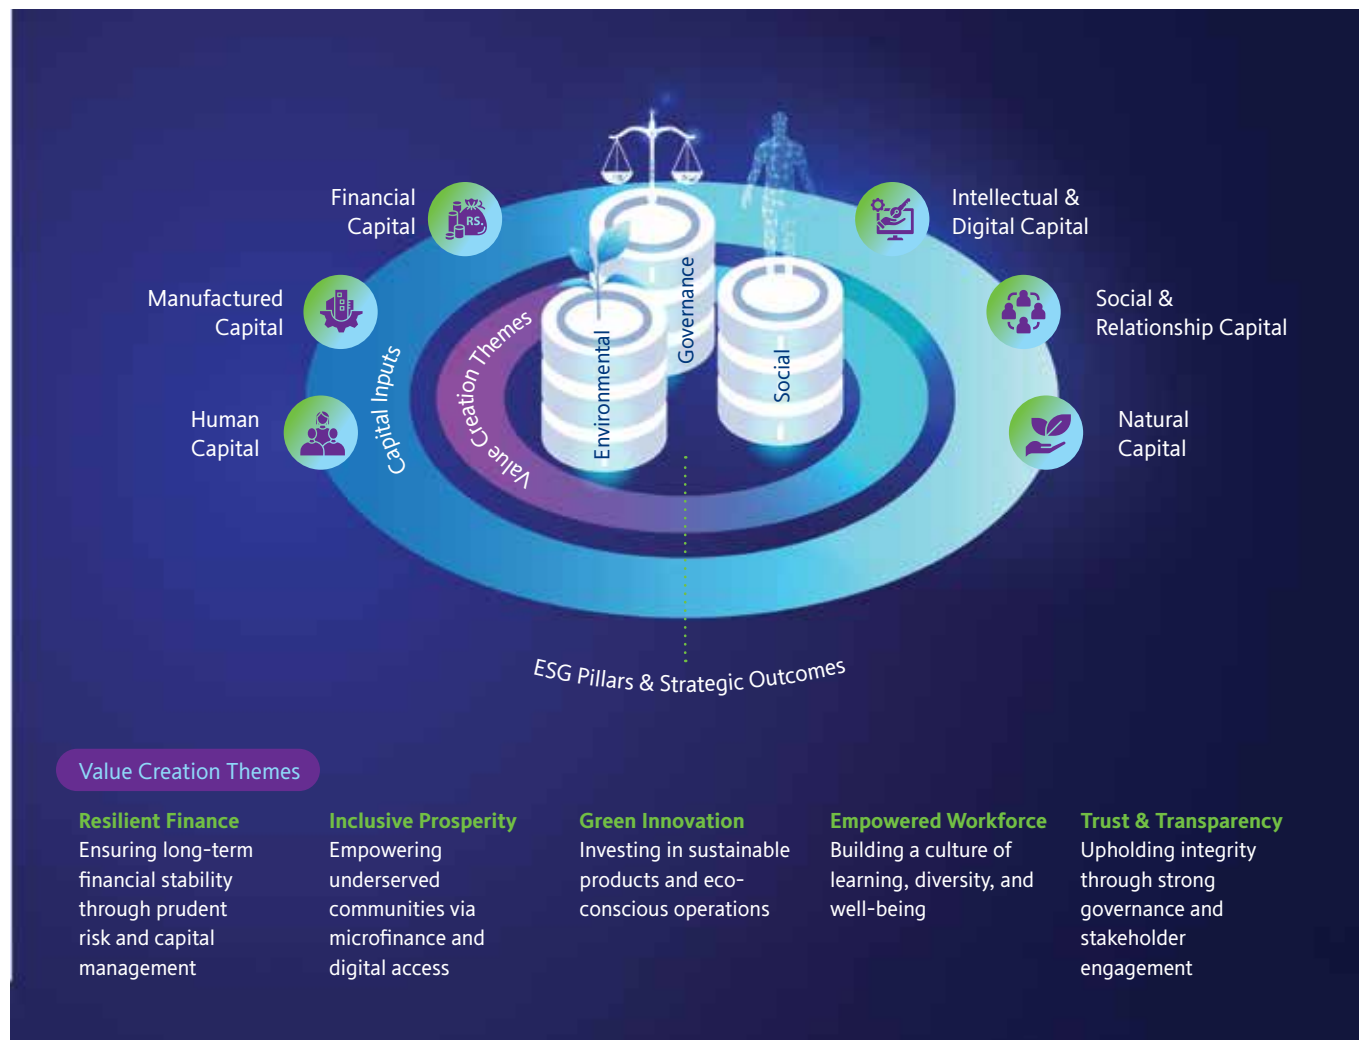 Financial
Capital
RS.
Manufactured
Capital
Human
Capital
Intellectual &
Digital Capital
Social &
Relationship Capital
Natural
Capital
Capital Inputs
Value Creation Themes
Environmental
Governance
Social
ESG Pillars & Strategic Outcomes
Value Creation Themes
Resilient Finance
Ensuring long-term
financial stability
through prudent
risk and capital
management
Inclusive Prosperity
Empowering
underserved
communities via
microfinance and
digital access
Green Innovation
Investing in sustainable
products and eco-
conscious operations
Empowered Workforce
Building a culture of
learning, diversity, and
well-being
Trust & Transparency
Upholding integrity
through strong
governance and
stakeholder
engagement